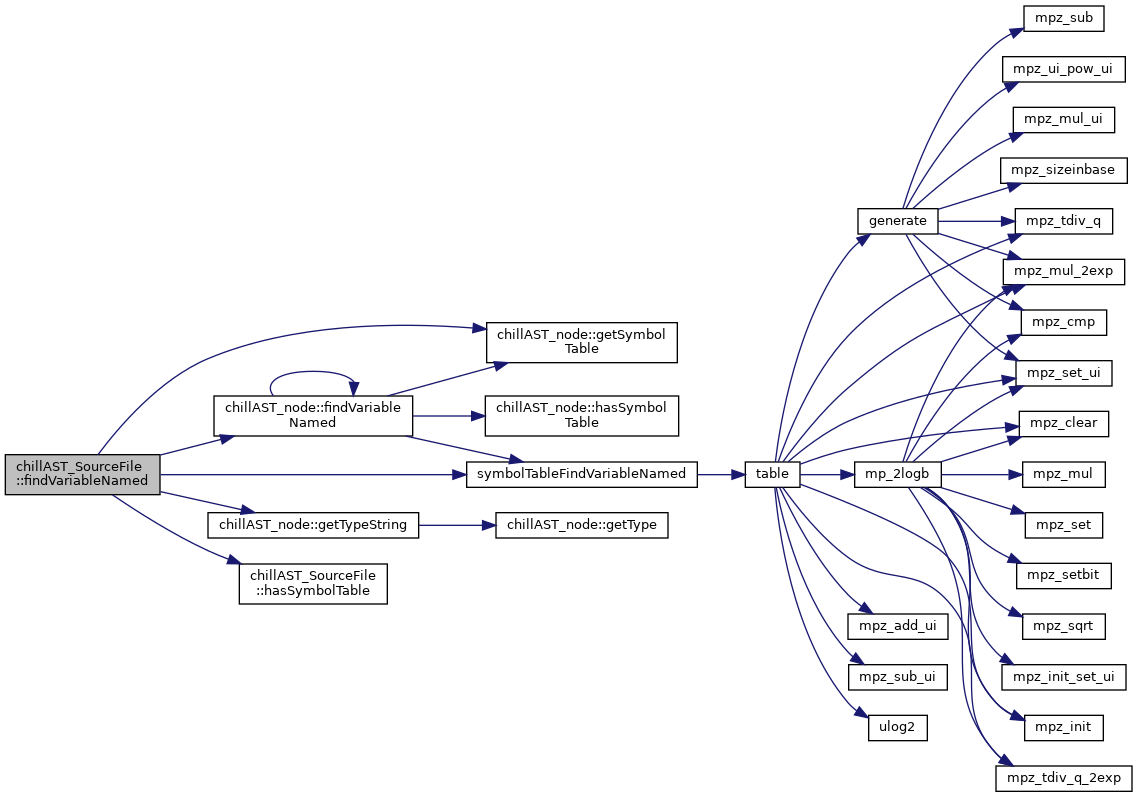 chillAST_SourceFile
::findVariableNamed
chillAST_node::getSymbol
Table
chillAST_node::findVariable
Named
chillAST_node::hasSymbol
Table
symbolTableFindVariableNamed
chillAST_node::getTypeString
chillAST_node::getType
chillAST_SourceFile
::hasSymbolTable
table
generate
mp_2logb
mpz_add_ui
mpz_sub_ui
ulog2
mpz_sub
mpz_ui_pow_ui
mpz_mul_ui
mpz_sizeinbase
mpz_tdiv_q
mpz_mul_2exp
mpz_cmp
mpz_set_ui
mpz_clear
mpz_mul
mpz_set
mpz_setbit
mpz_sqrt
mpz_init_set_ui
mpz_init
mpz_tdiv_q_2exp